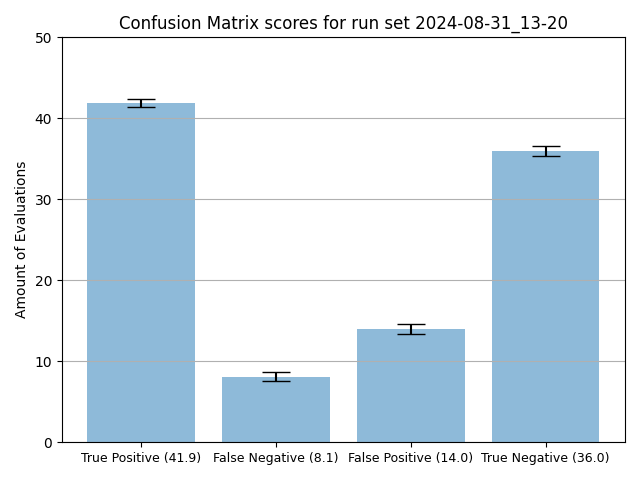 Confusion Matrix scores for run set 2024-08-31_13-20
Amount of Evaluations
50
40
30
20
10
0
True Positive (41.9) False Negative (8.1) False Positive (14.0) True Negative (36.0)